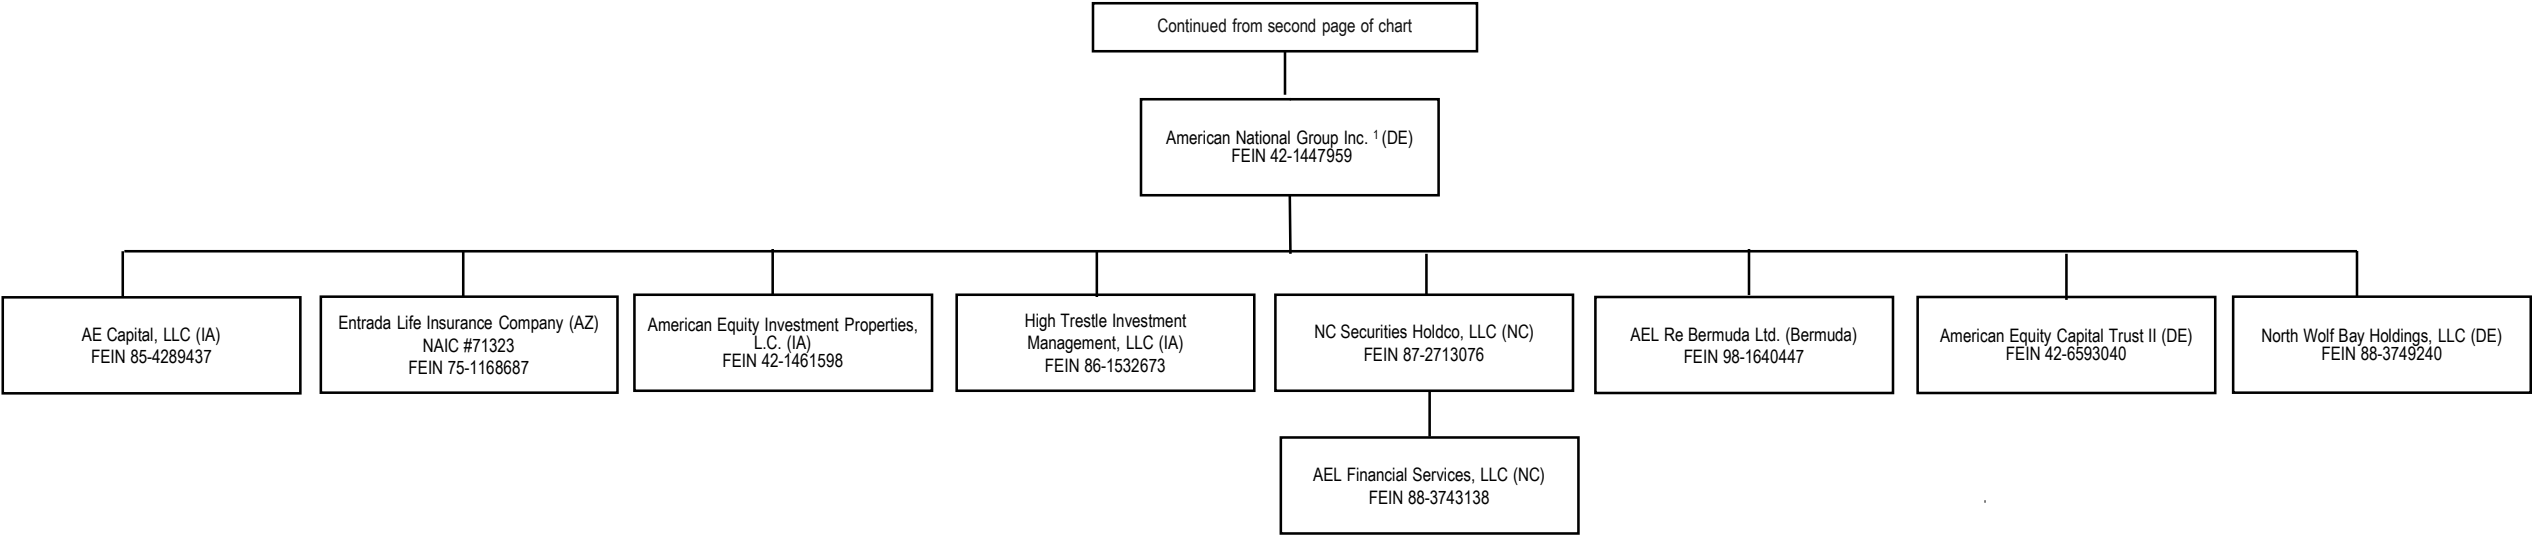 Continued from second page of chart
American National Group Inc. ¹ (DE)
FEIN 42-1447959
AE Capital, LLC (IA)
FEIN 85-4289437
Entrada Life Insurance Company (AZ)
NAIC #71323
FEIN 75-1168687
American Equity Investment Properties,
L.C. (IA)
FEIN 42-1461598
High Trestle Investment
Management, LLC (IA)
FEIN 86-1532673
NC Securities Holdco, LLC (NC)
FEIN 87-2713076
AEL Re Bermuda Ltd. (Bermuda)
FEIN 98-1640447
American Equity Capital Trust II (DE)
FEIN 42-6593040
North Wolf Bay Holdings, LLC (DE)
FEIN 88-3749240
AEL Financial Services, LLC (NC)
FEIN 88-3743138